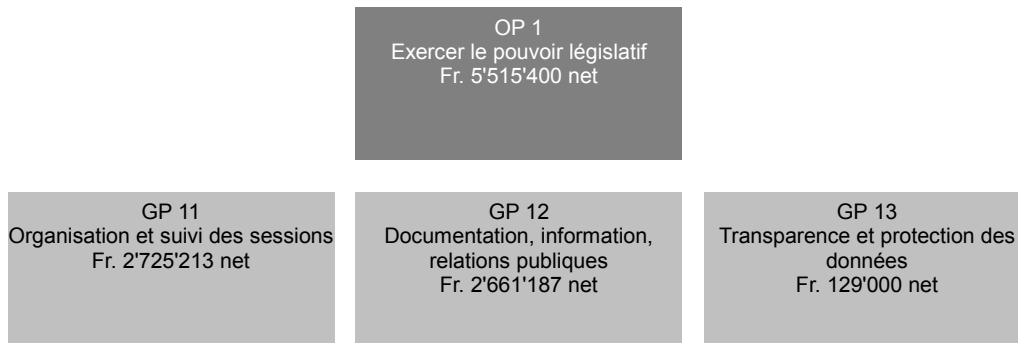 OP 1
Exercer le pouvoir législatif
Fr. 5'515'400 net
GP 11
Organisation et suivi des sessions
Fr. 2'725'213 net
GP 12
Documentation, information,
relations publiques
Fr. 2'661'187 net
GP 13
Transparence et protection des
données
Fr. 129'000 net